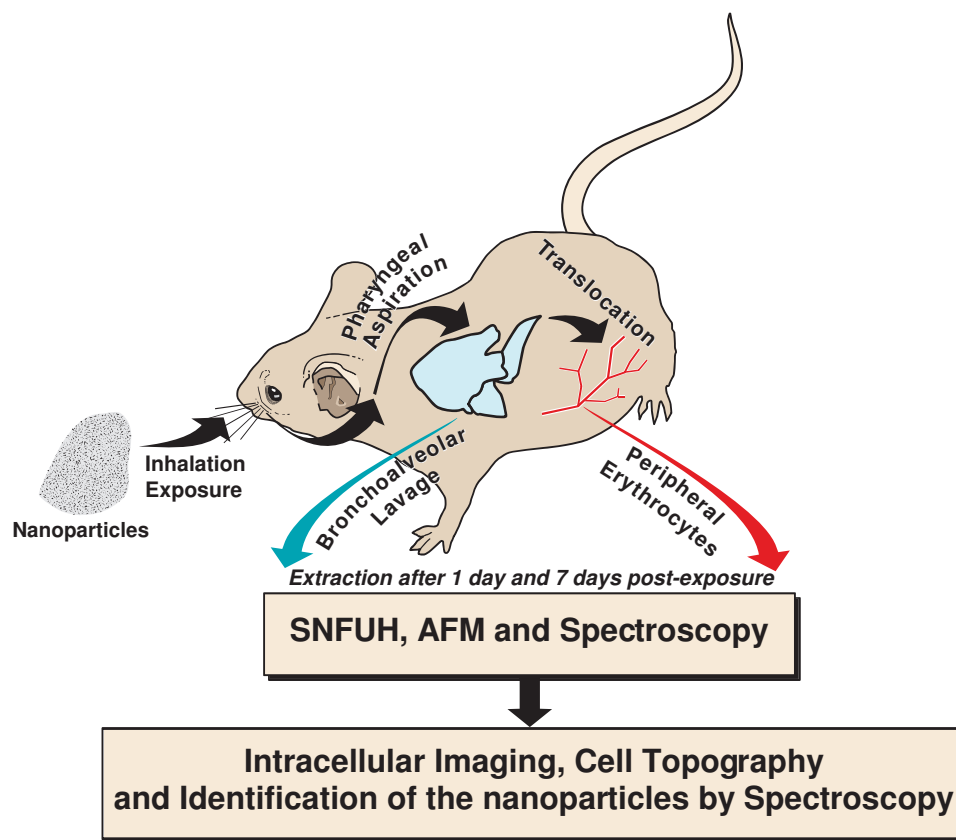 Pharyngeal
Aspiration
Translocation
Inhalation
Exposure
Nanoparticles
Bronchoalveolar
Lavage
Peripheral
Erythrocytes
Extraction after 1 day and 7 days post-exposure
SNFUH, AFM and Spectroscopy
Intracellular Imaging, Cell Topography
and Identification of the nanoparticles by Spectroscopy